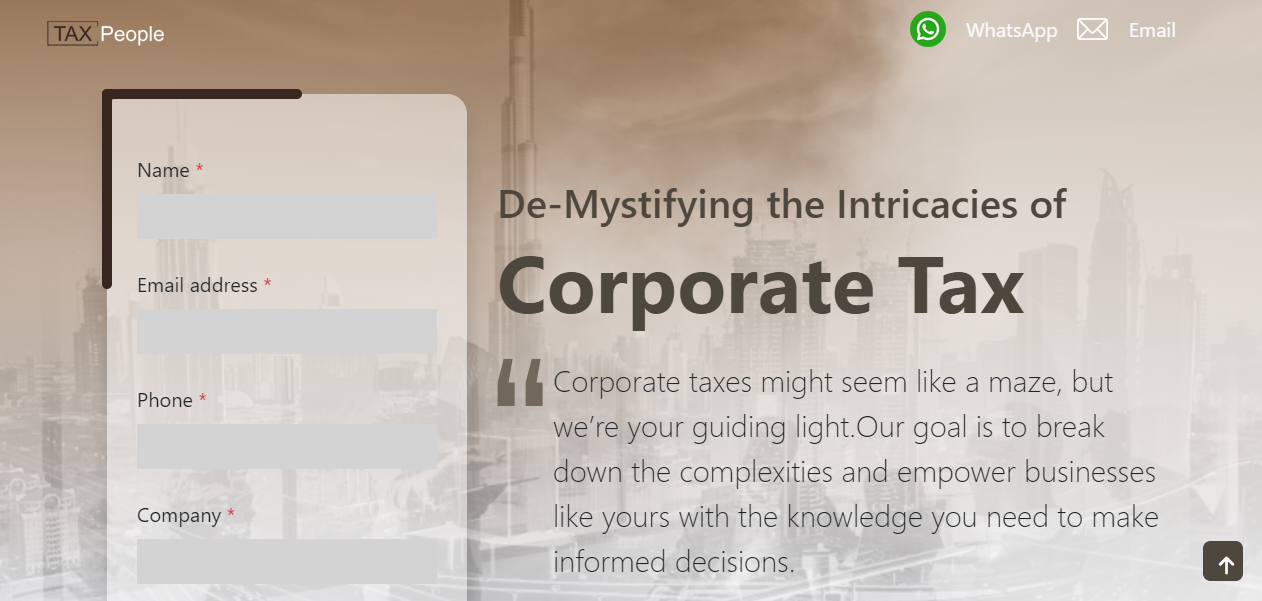 TAX People
WhatsApp
Email
Name *
Email address *
Phone *
Company *
De-Mystifying the Intricacies of
Corporate Tax
“ Corporate taxes might seem like a maze, but
we’re your guiding light.Our goal is to break
down the complexities and empower businesses
like yours with the knowledge you need to make
informed decisions.